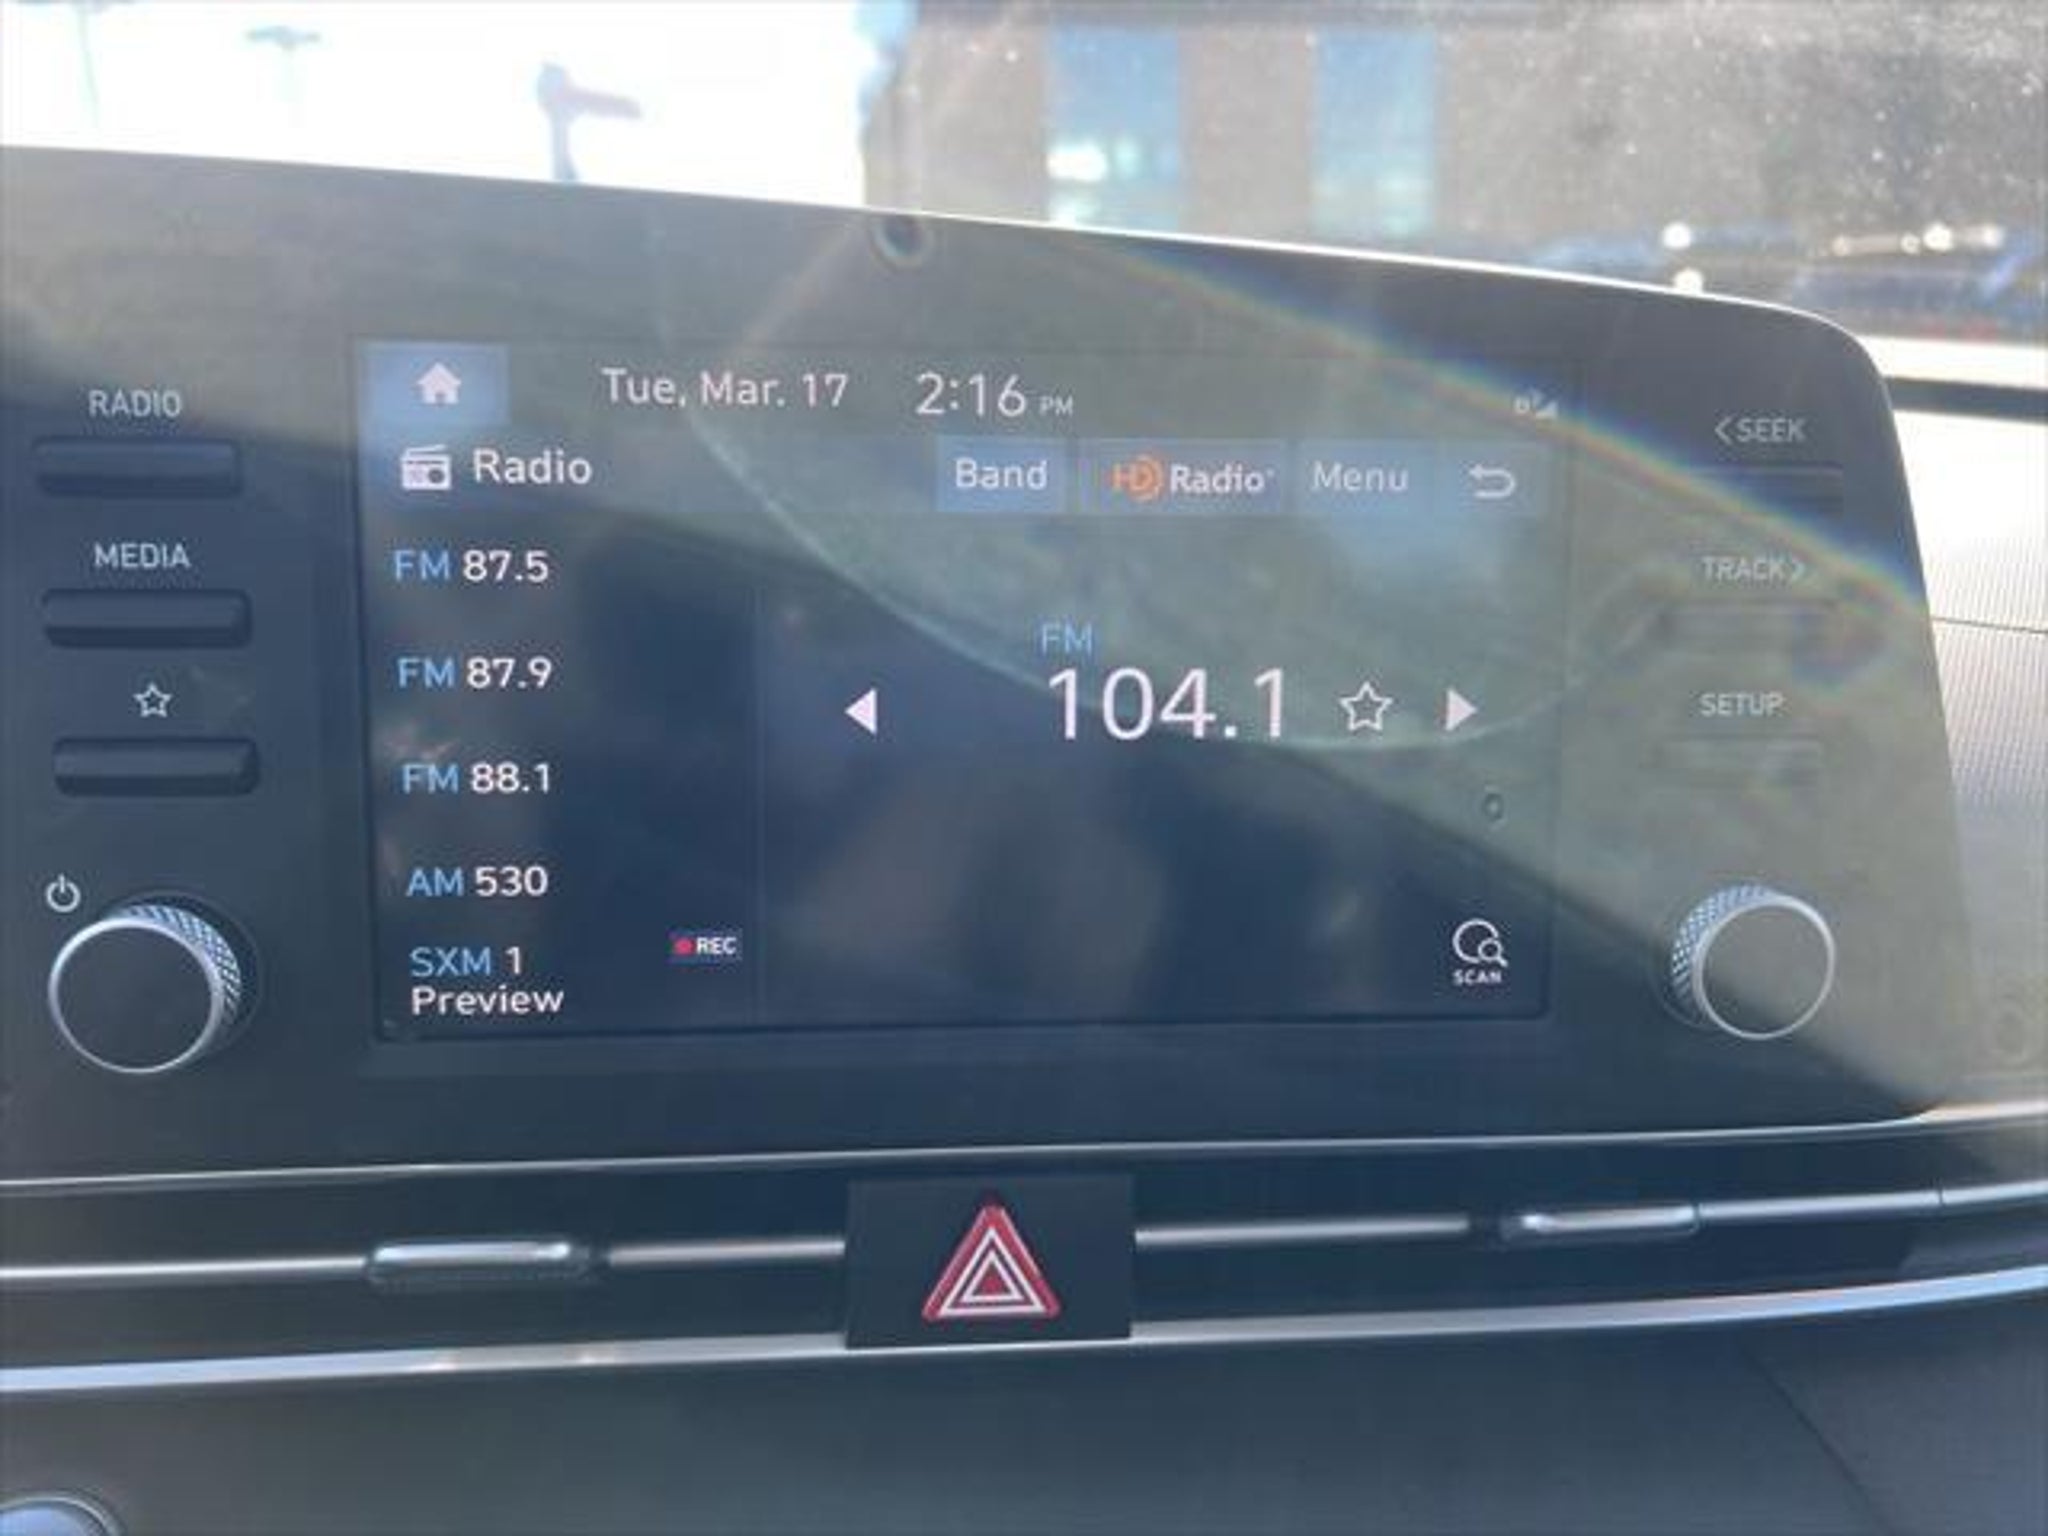 Tue, Mar. 17 2:16 PM
RADIO
<SEEK
Radio
Band
HD Radio
Menu
MEDIA
FM 87.5
TRACK>
FM 87.9
FM
104.1
SETUP
FM 88.1
AM 530
SXM 1
Preview
REC
SCAN